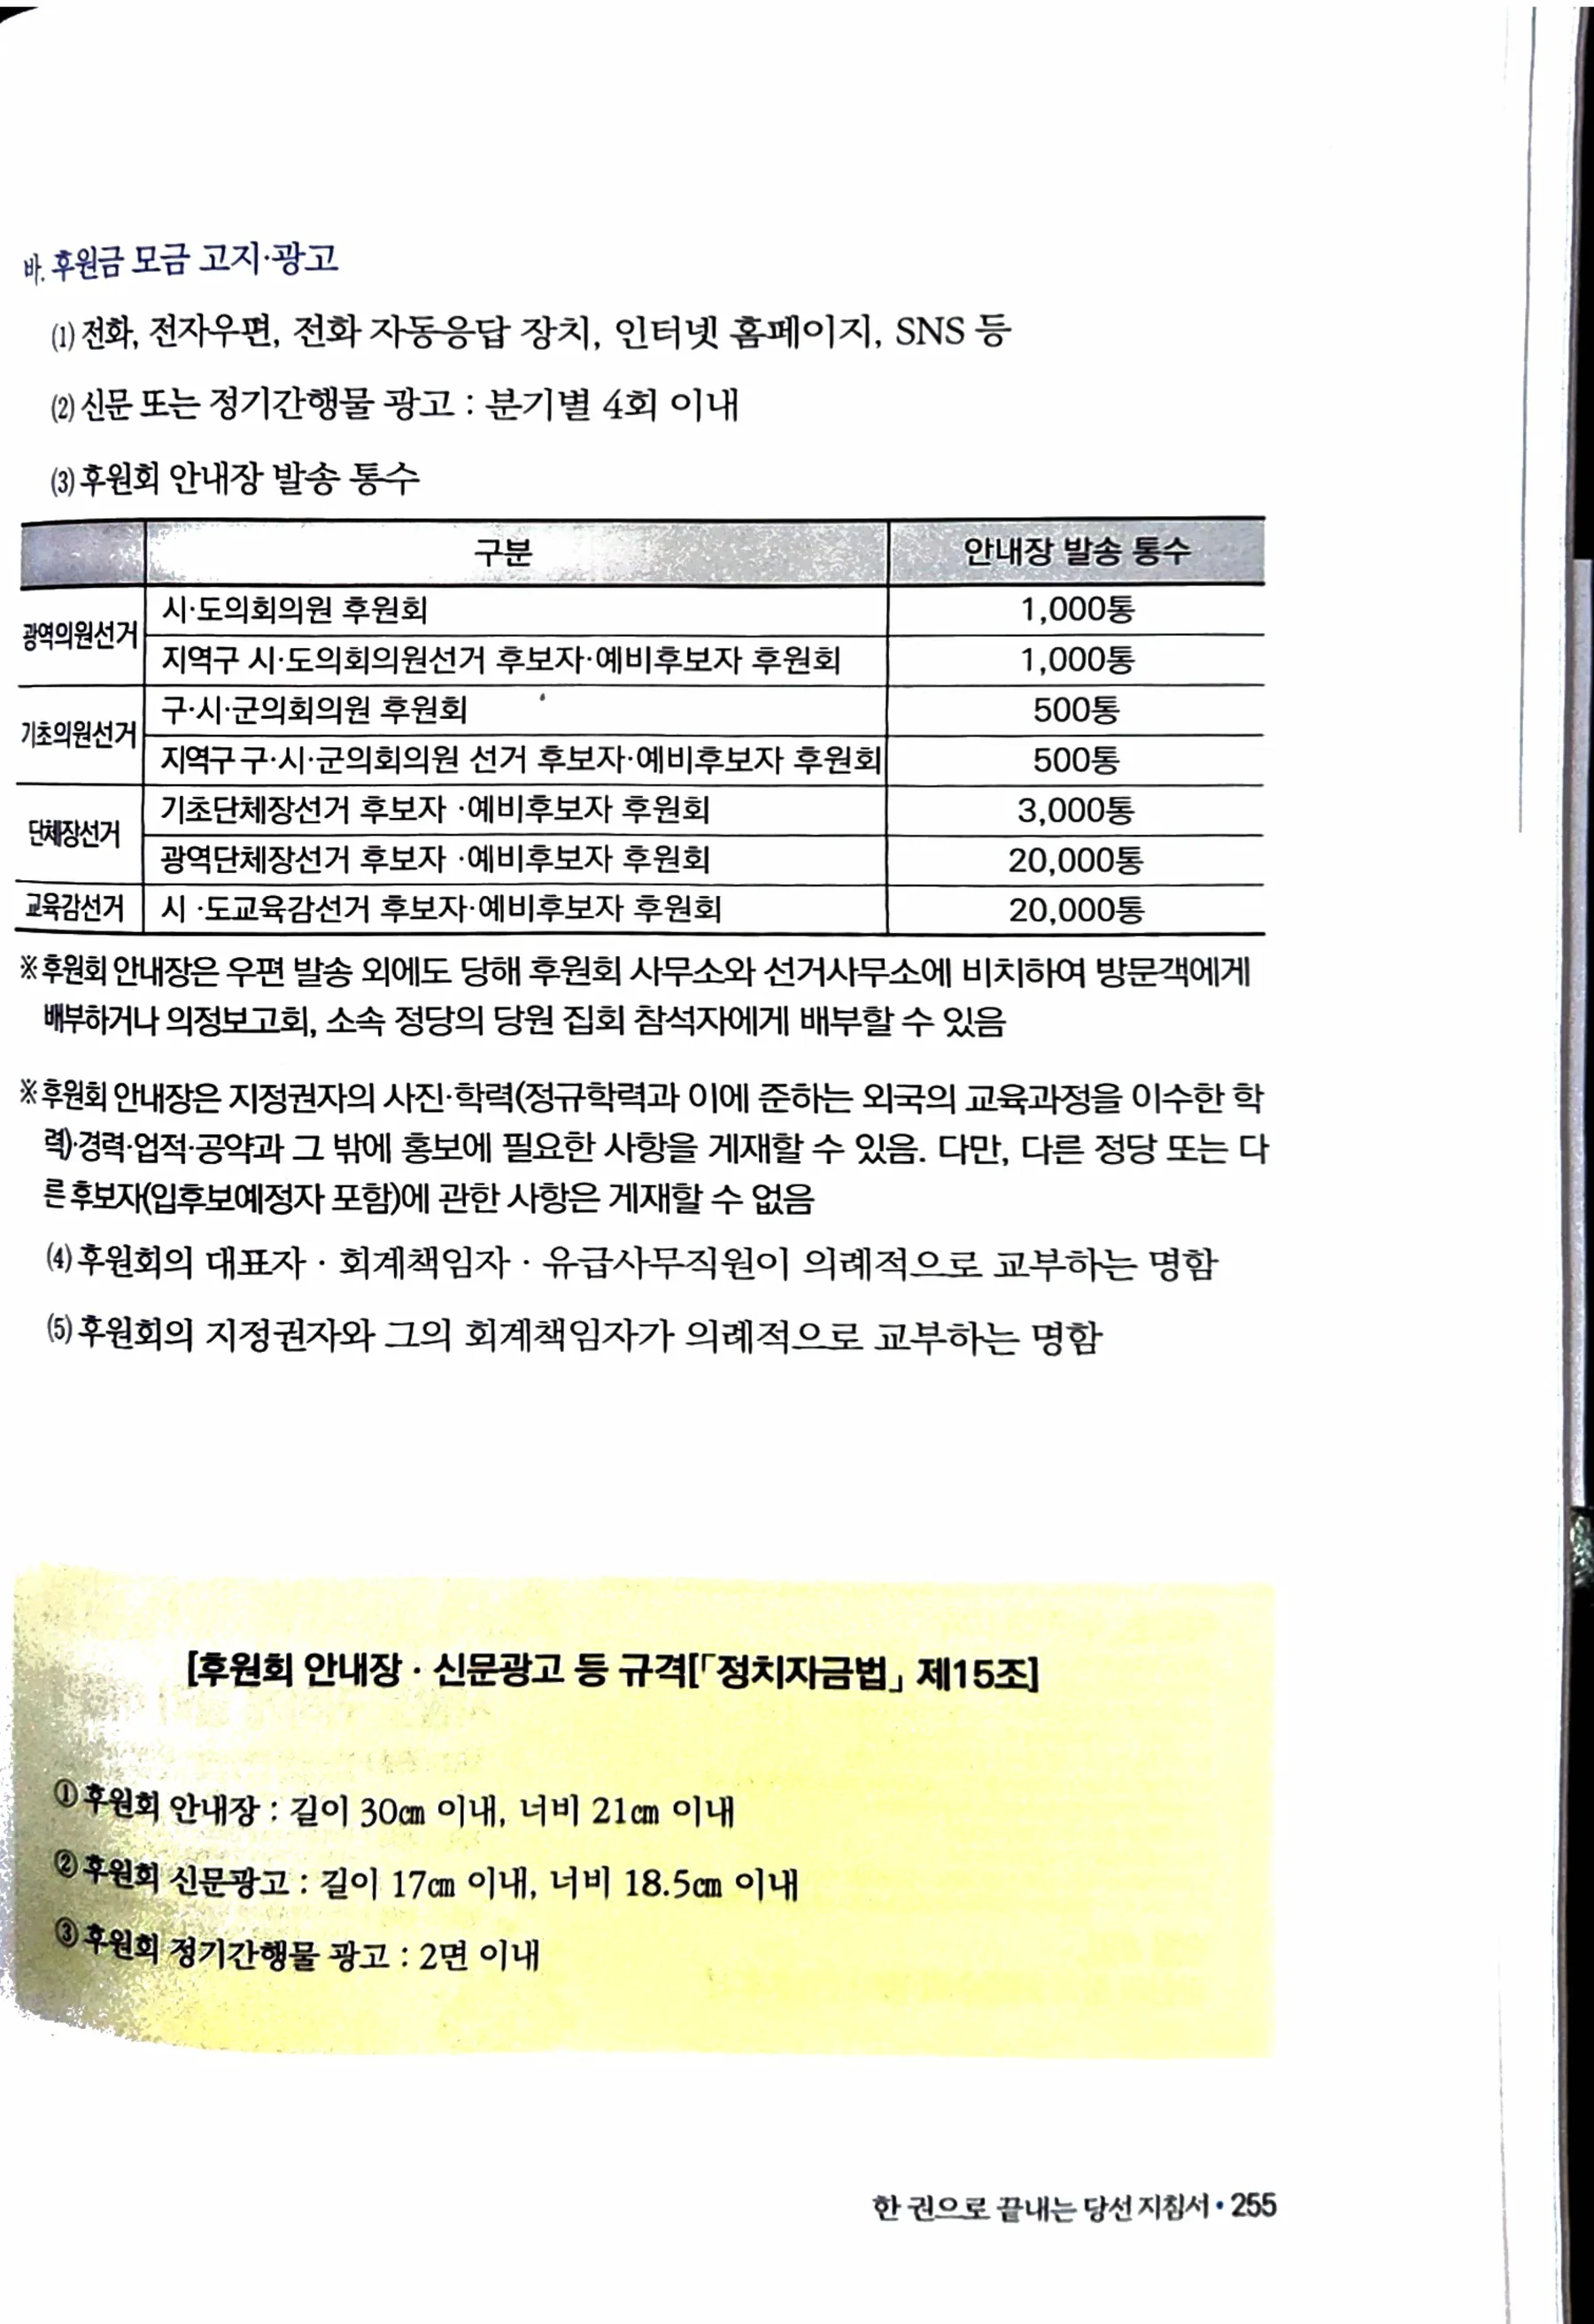 바. 후원금 모금 고지·광고
⑴ 전화, 전자우편, 전화 자동응답 장치, 인터넷 홈페이지, SNS 등
⑵ 신문 또는 정기간행물 광고 : 분기별 4회 이내
⑶ 후원회 안내장 발송 통수
구분 안내장 발송 통수
광역의원선거
시·도의회의원 후원회 1,000통
지역구 시·도의회의원선거 후보자·예비후보자 후원회 1,000통
기초의원선거
구·시·군의회의원 후원회 500통
지역구 구·시·군의회의원 선거 후보자·예비후보자 후원회 500통
단체장선거
기초단체장선거 후보자 ·예비후보자 후원회 3,000통
광역단체장선거 후보자 ·예비후보자 후원회 20,000통
교육감선거 시 ·도교육감선거 후보자·예비후보자 후원회 20,000통
※ 후원회 안내장은 우편 발송 외에도 당해 후원회 사무소와 선거사무소에 비치하여 방문객에게
배부하거나 의정보고회, 소속 정당의 당원 집회 참석자에게 배부할 수 있음
※ 후원회 안내장은 지정권자의 사진·학력(정규학력과 이에 준하는 외국의 교육과정을 이수한 학
력)·경력·업적·공약과 그 밖에 홍보에 필요한 사항을 게재할 수 있음. 다만, 다른 정당 또는 다
른 후보자(입후보예정자 포함)에 관한 사항은 게재할 수 없음
⑷ 후원회의 대표자 · 회계책임자 · 유급사무직원이 의례적으로 교부하는 명함
⑸ 후원회의 지정권자와 그의 회계책임자가 의례적으로 교부하는 명함
[후원회 안내장 · 신문광고 등 규격[「정치자금법」 제15조]
① 후원회 안내장 : 길이 30㎝ 이내, 너비 21㎝ 이내
② 후원회 신문광고 : 길이 17㎝ 이내, 너비 18.5㎝ 이내
③ 후원회 정기간행물 광고 : 2면 이내
한 권으로 끝내는 당선 지침서 • 255